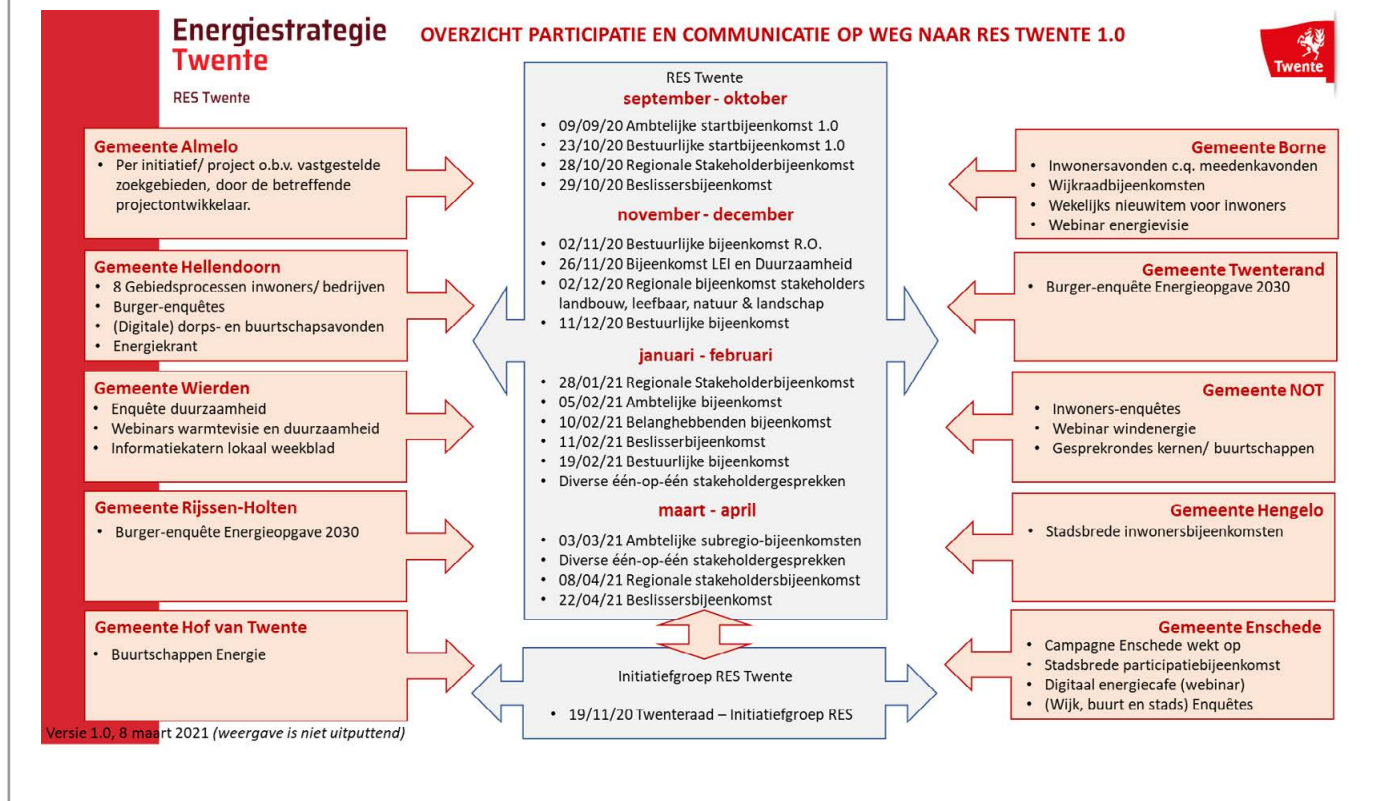 Energiestrategie
Twente
RES Twente
OVERZICHT PARTICIPATIE EN COMMUNICATIE OP WEG NAAR RES TWENTE 1.0
Twente
Gemeente Almelo
• Per initiatief/ project o.b.v. vastgestelde
zoekgebieden, door de betreffende
projectontwikkelaar.
Gemeente Hellendoorn
• 8 Gebiedsprocessen inwoners/ bedrijven
• Burger-enquêtes
• (Digitale) dorps- en buurtschapsavonden
• Energiekrant
Gemeente Wierden
• Enquête duurzaamheid
• Webinars warmtevisie en duurzaamheid
• Informatiekatern lokaal weekblad
Gemeente Rijssen-Holten
• Burger-enquête Energieopgave 2030
Gemeente Hof van Twente
• Buurtschappen Energie
RES Twente
september - oktober
• 09/09/20 Ambtelijke startbijeenkomst 1.0
• 23/10/20 Bestuurlijke startbijeenkomst 1.0
• 28/10/20 Regionale Stakeholderbijeenkomst
• 29/10/20 Beslissersbijeenkomst
november - december
• 02/11/20 Bestuurlijke bijeenkomst R.O.
• 26/11/20 Bijeenkomst LEI en Duurzaamheid
• 02/12/20 Regionale bijeenkomst stakeholders
landbouw, leefbaar, natuur & landschap
• 11/12/20 Bestuurlijke bijeenkomst
januari - februari
• 28/01/21 Regionale Stakeholderbijeenkomst
• 05/02/21 Ambtelijke bijeenkomst
• 10/02/21 Belanghebbenden bijeenkomst
• 11/02/21 Beslisserbijeenkomst
• 19/02/21 Bestuurlijke bijeenkomst
• Diverse één-op-één stakeholdergesprekken
maart - april
• 03/03/21 Ambtelijke subregio-bijeenkomsten
• Diverse één-op-één stakeholdergesprekken
• 08/04/21 Regionale stakeholdersbijeenkomst
• 22/04/21 Beslissersbijeenkomst
Initiatiefgroep RES Twente
• 19/11/20 Twenteraad – Initiatiefgroep RES
Gemeente Borne
• Inwonersavonden c.q. meedenkavonden
• Wijkraadbijeenkomsten
• Wekelijks nieuwitem voor inwoners
• Webinar energievisie
Gemeente Twenterand
• Burger-enquête Energieopgave 2030
Gemeente NOT
• Inwoners-enquêtes
• Webinar windenergie
• Gesprekrondes kernen/ buurtschappen
Gemeente Hengelo
• Stadsbrede inwonersbijeenkomsten
Gemeente Enschede
• Campagne Enschede wekt op
• Stadsbrede participatiebijeenkomst
• Digitaal energiecafe (webinar)
• (Wijk, buurt en stads) Enquêtes
Versie 1.0, 8 maart 2021 (weergave is niet uitputtend)